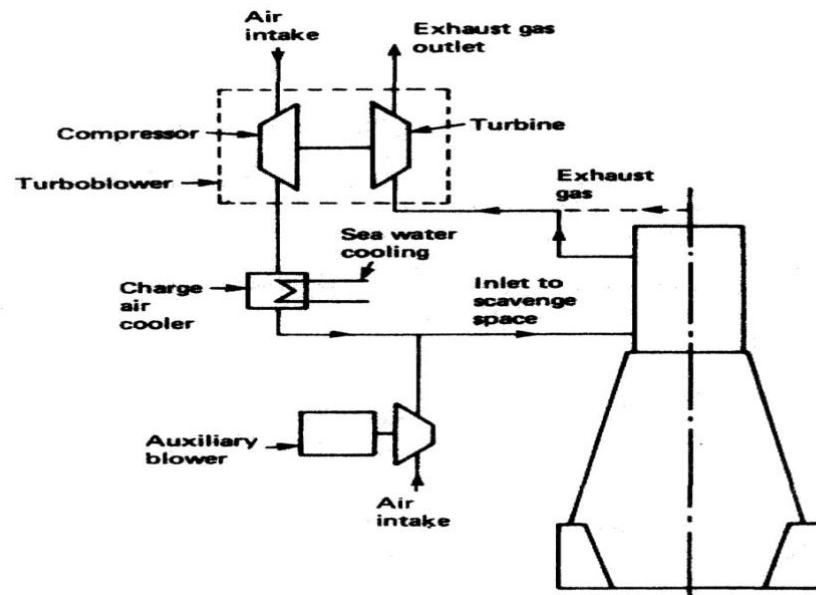 Air
intake
Exhaust gas
outlet
Compressor
Turbine
Turboblower
Exhaust
gas
Sea water
cooling
Charge
air
cooler
Inlet to
scavenge
space
Auxiliary
blower
Air
intake